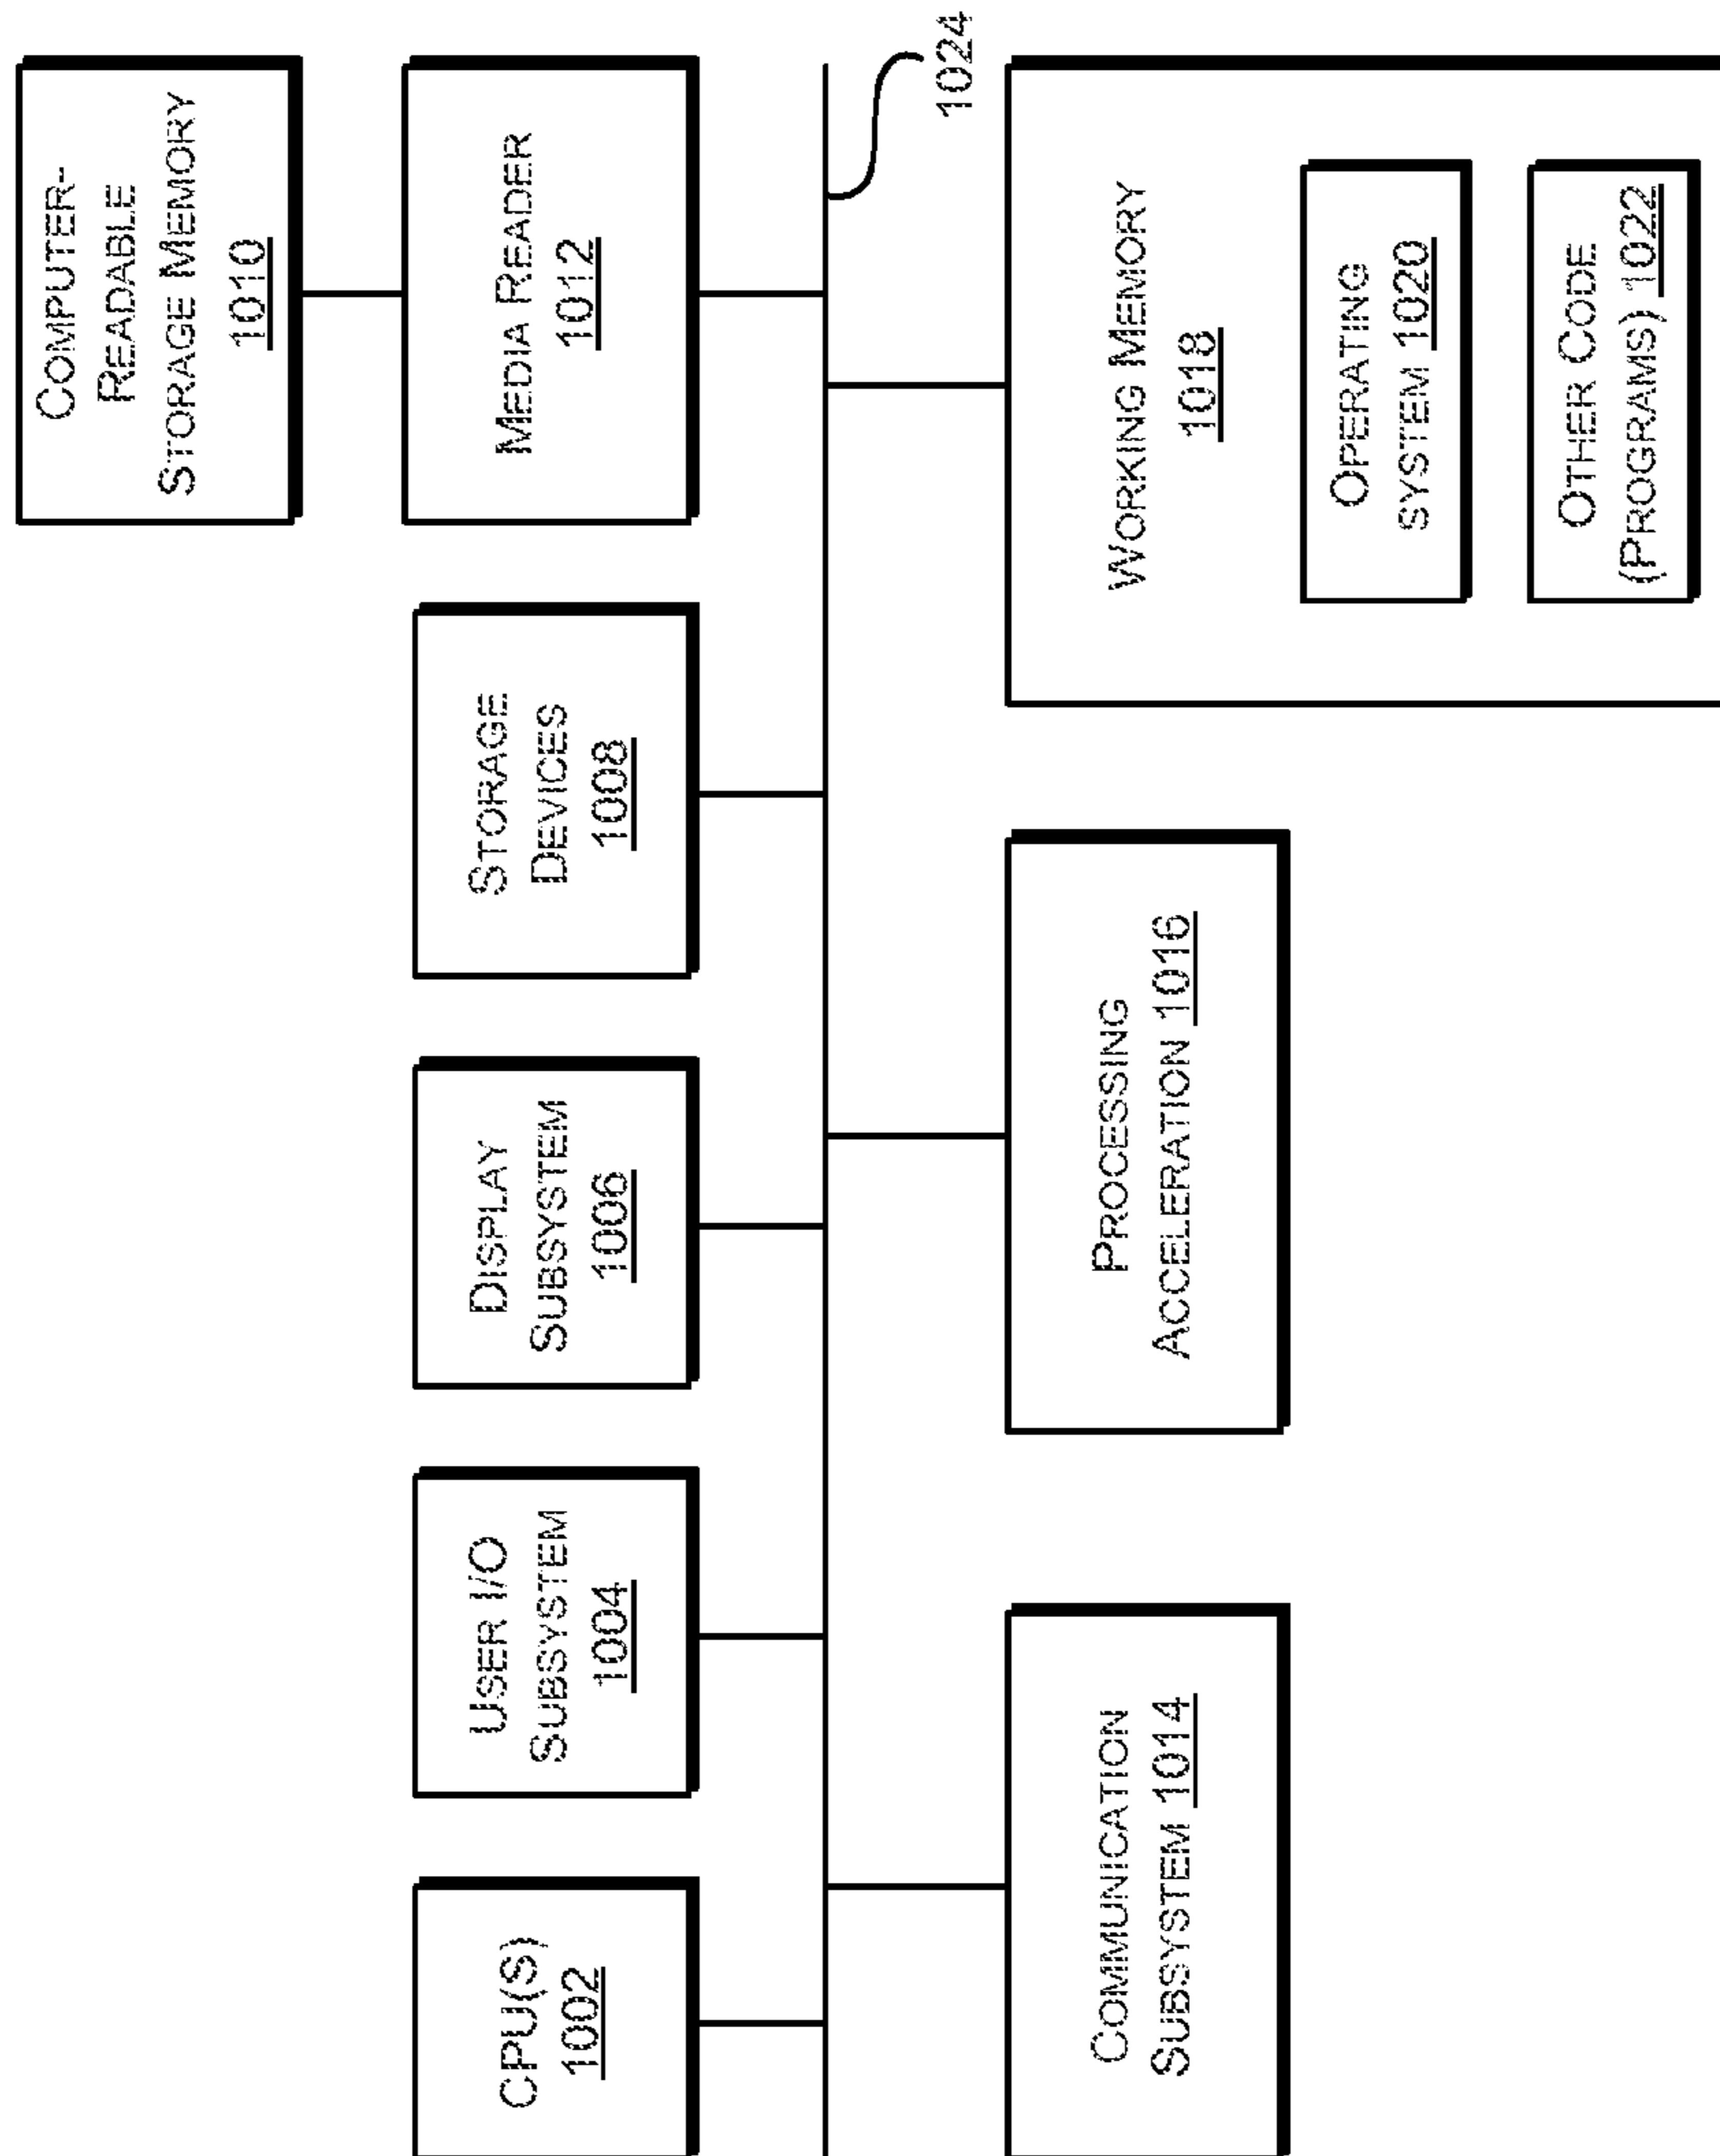 COMPUTER-
READABLE
STORAGE MEMORY
1010
CPU(S)
1002
USER I/O
SUBSYSTEM
1004
DISPLAY
SUBSYSTEM
1006
STORAGE
DEVICES
1008
MEDIA READER
1012
1024
COMMUNICATION
SUBSYSTEM 1014
PROCESSING
ACCELERATION 1016
WORKING MEMORY
1018
OPERATING
SYSTEM 1020
OTHER CODE
(PROGRAMS) 1022